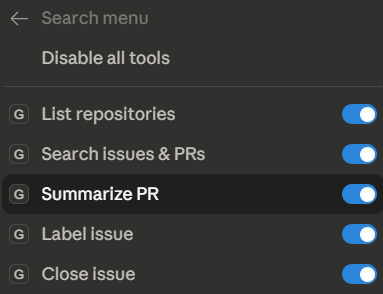 Search menu
Disable all tools
G List repositories
G Search issues & PRs
G Summarize PR
G Label issue
G Close issue